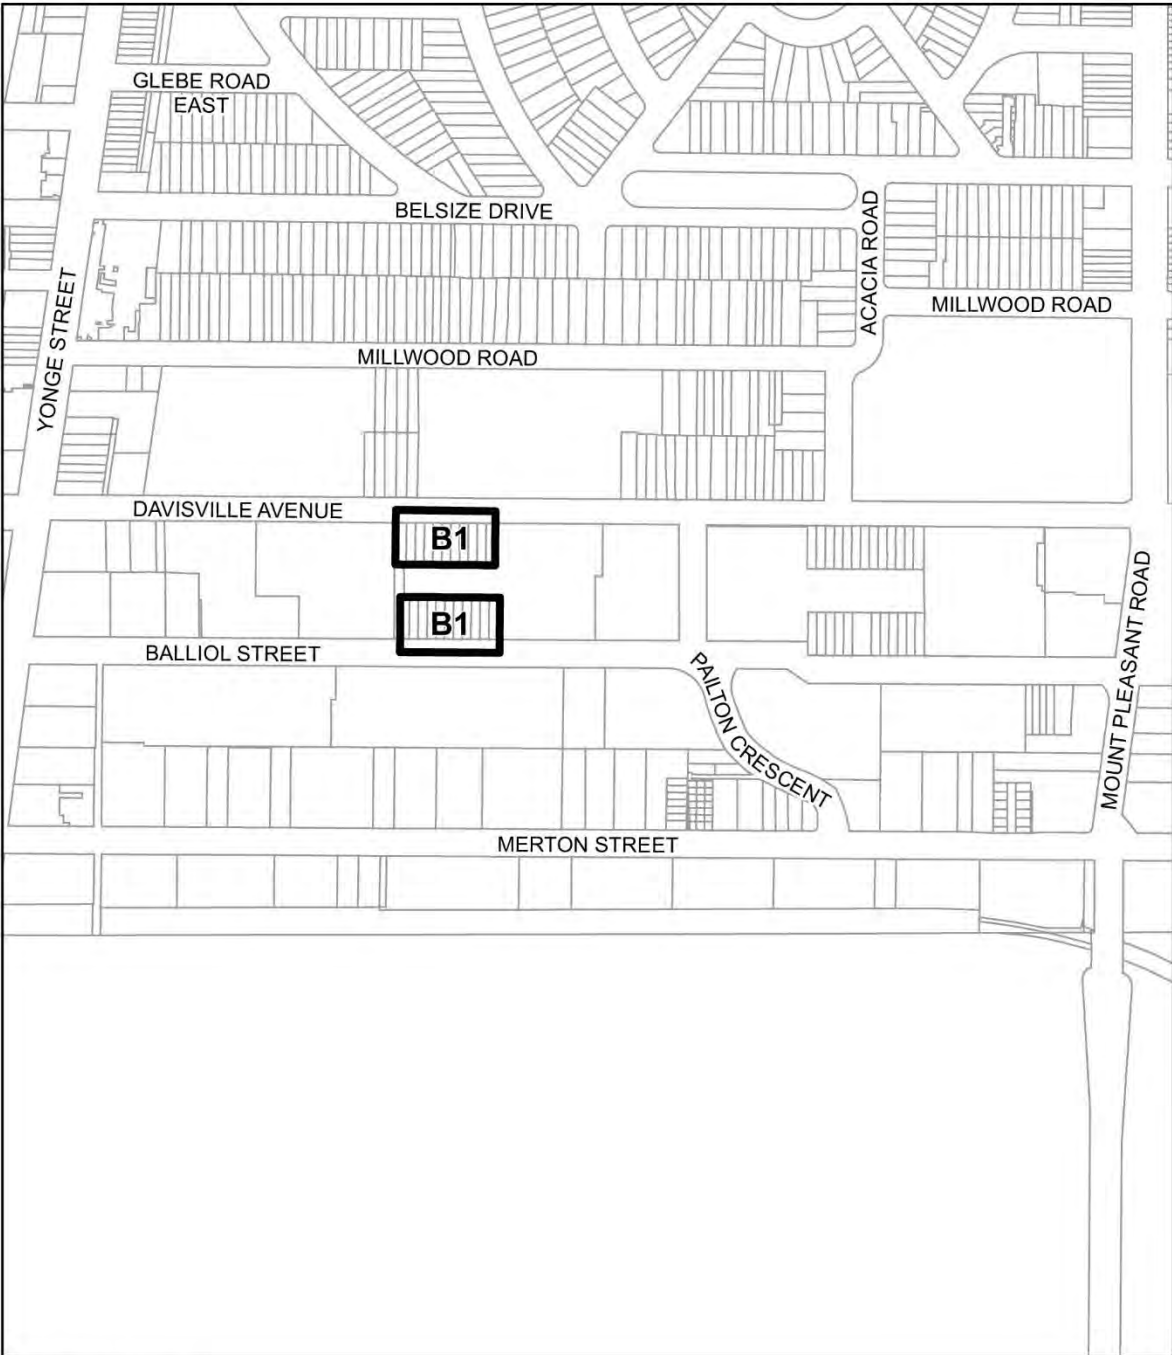 GLEBE ROAD
EAST
BELSIZE DRIVE
ACACIA ROAD
MILLWOOD ROAD
YONGE STREET
MILLWOOD ROAD
DAVISVILLE AVENUE
B1
B1
BALLIOL STREET
PAILTON CRESCENT
MOUNT PLEASANT ROAD
MERTON STREET